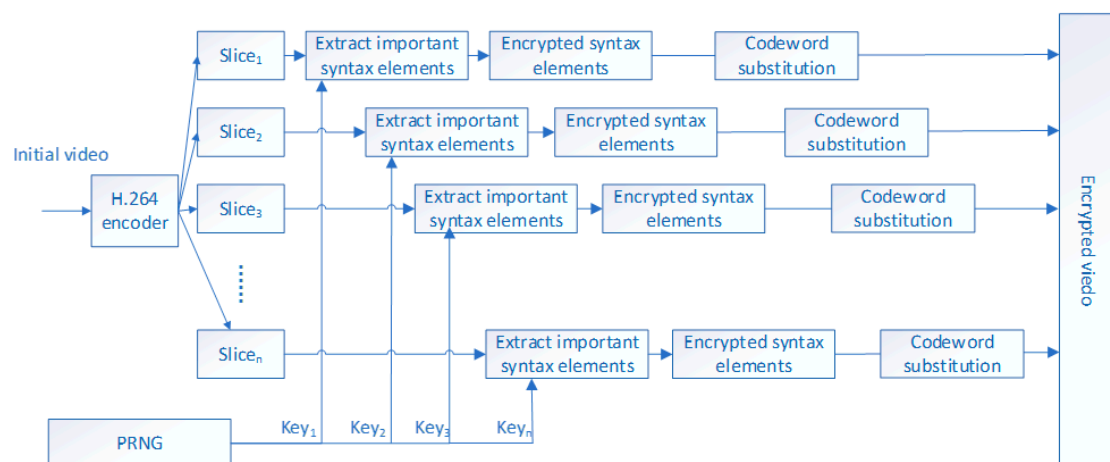 Initial video
H.264
encoder
Slice₁
Extract important
syntax elements
Encrypted syntax
elements
Codeword
substitution
Slice₂
Extract important
syntax elements
Encrypted syntax
elements
Codeword
substitution
Slice₃
Extract important
syntax elements
Encrypted syntax
elements
Codeword
substitution
Sliceₙ
Extract important
syntax elements
Encrypted syntax
elements
Codeword
substitution
PRNG
Key₁
Key₂
Key₃
Keyₙ
Encrypted viedo